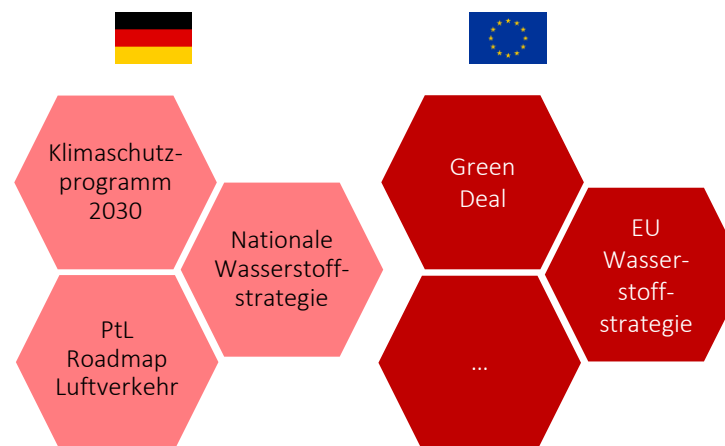 Klimaschutz-
programm
2030
Nationale
Wasserstoff-
strategie
PtL
Roadmap
Luftverkehr
Green
Deal
EU
Wasser-
stoff-
strategie
...